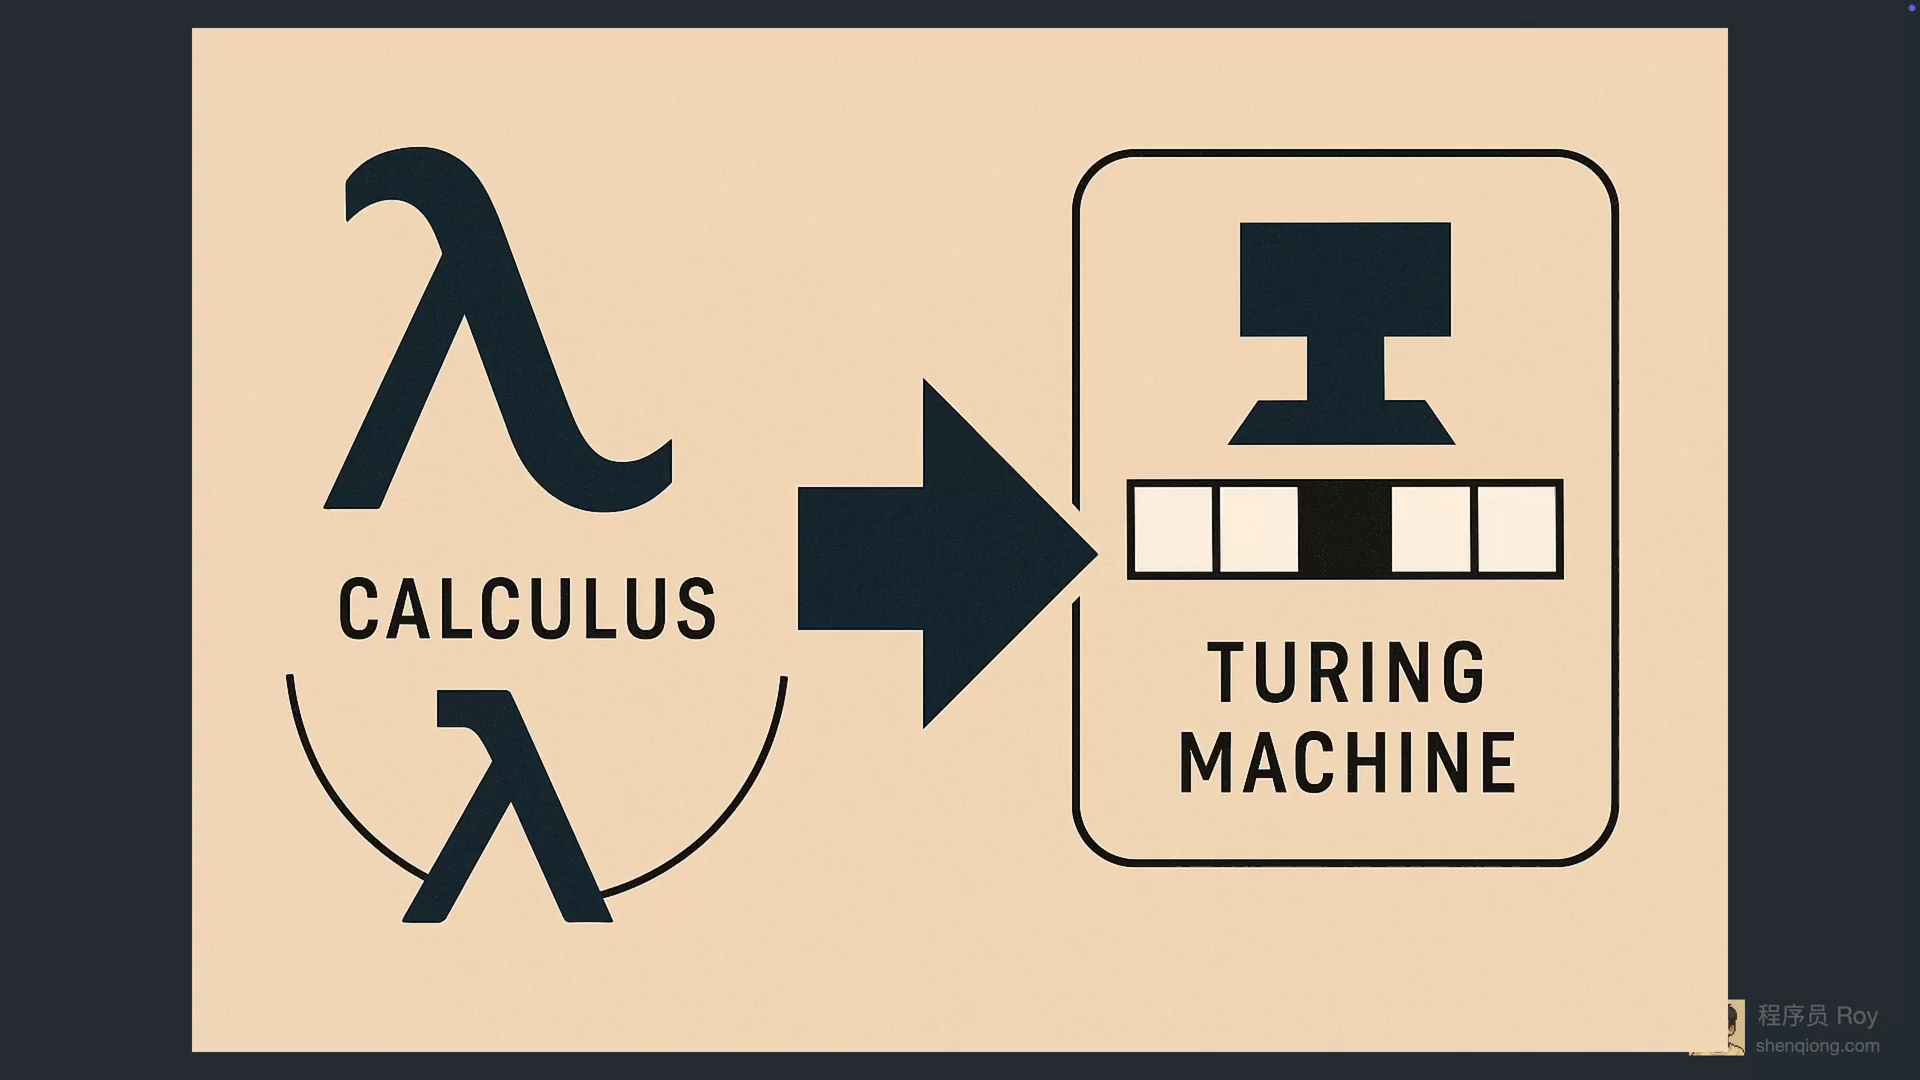 λ
CALCULUS
λ
TURING
MACHINE
程序员 Roy
shenqiong.com